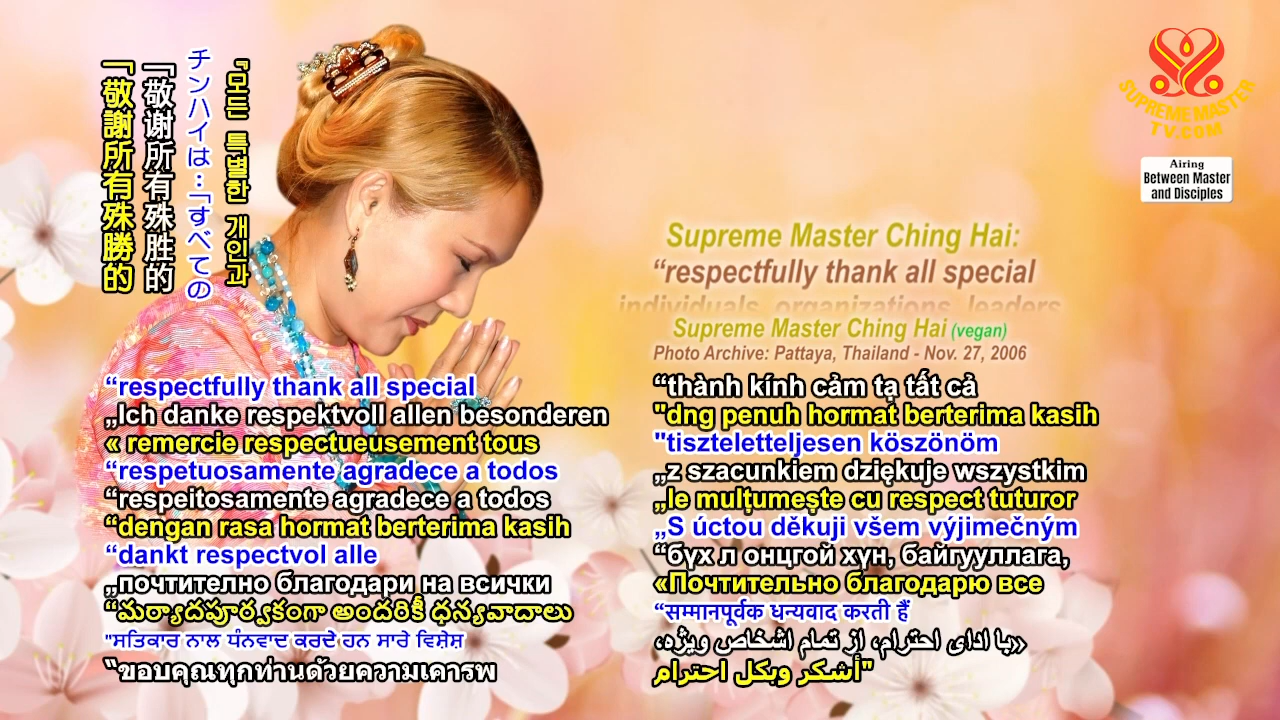 『모든 특별한 개인과
チンハイは：「すべての
「敬谢所有殊胜的
「敬謝所有殊勝的
SUPREME MASTER
TV.COM
Airing
Between Master
and Disciples
Supreme Master Ching Hai:
“respectfully thank all special
individuals, organizations, leaders
Supreme Master Ching Hai (vegan)
Photo Archive: Pattaya, Thailand - Nov. 27, 2006
“respectfully thank all special
„Ich danke respektvoll allen besonderen
« remercie respectueusement tous
“respetuosamente agradece a todos
“respeitosamente agradece a todos
“dengan rasa hormat berterima kasih
“dankt respectvol alle
„почтително благодари на всички
“మర్యాదపూర్వకంగా అందరికీ ధన్యవాదాలు
"ਸਤਿਕਾਰ ਨਾਲ ਧੰਨਵਾਦ ਕਰਦੇ ਹਨ ਸਾਰੇ ਵਿਸ਼ੇਸ਼
“ขอบคุณทุกท่านด้วยความเคารพ
“thành kính cảm tạ tất cả
"dng penuh hormat berterima kasih
"tiszteletteljesen köszönöm
„z szacunkiem dziękuje wszystkim
„le mulțumește cu respect tuturor
„S úctou děkuji všem výjimečným
“бүх л онцгой хүн, байгууллага,
«Почтительно благодарю все
“सम्मानपूर्वक धन्यवाद करती हैं
«با ادای احترام، از تمام اشخاص ویژه،
"أشكر وبكل احترام